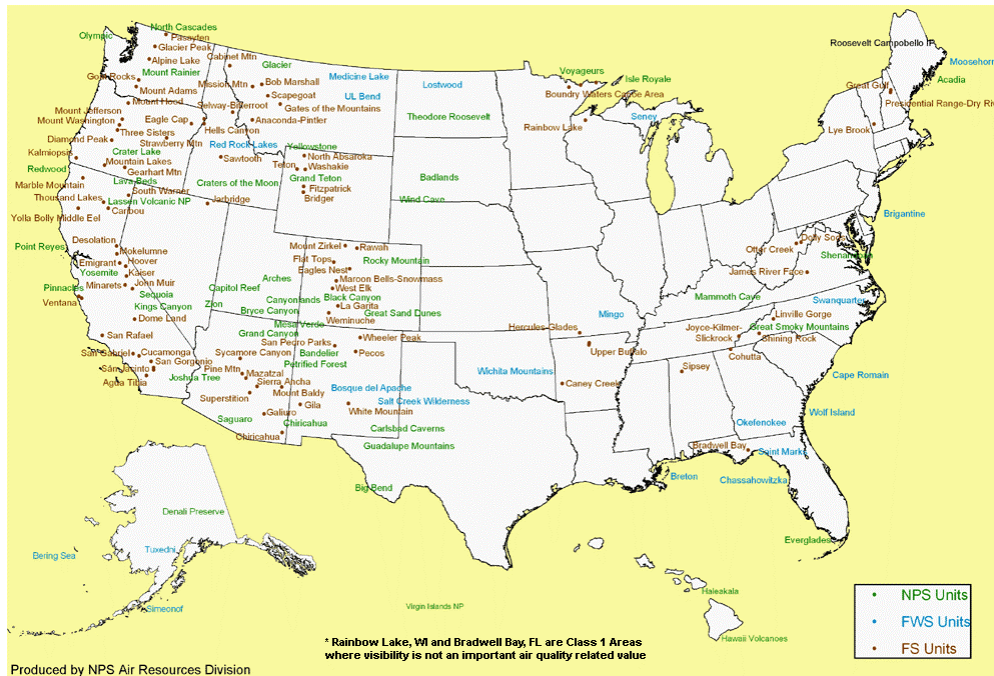 North Cascades
Olympic
Pasayten
Glacier Peak
Alpine Lake
Cabinet Mtn
Glacier
Goat Rocks
Mount Rainier
Mission Mtn
Bob Marshall
Medicine Lake
Lostwood
Voyageurs
Isle Royale
Roosevelt Campobello IP
Moosehorn
Acadia
Mount Adams
Scapegoat
UL Bend
Boundry Waters Canoe Area
Great Gulf
Mount Hood
Selway-Bitterroot
Gates of the Mountains
Presidential Range-Dry Riv
Mount Jefferson
Mount Washington
Eagle Cap
Anaconda-Pintler
Theodore Roosevelt
Seney
Rainbow Lake
Lye Brook
Three Sisters
Hells Canyon
Diamond Peak
Strawberry Mtn
Red Rock Lakes
Yellowstone
Kalmiopsis
Crater Lake
Sawtooth
North Absaroka
Mountain Lakes
Teton
Washakie
Redwood
Gearhart Mtn
Grand Teton
Badlands
Marble Mountain
Lava Beds
Craters of the Moon
Fitzpatrick
South Warner
Bridger
Wind Cave
Thousand Lakes
Lassen Volcanic NP
Jarbridge
Caribou
Yolla Bolly Middle Eel
Brigantine
Desolation
Mount Zirkel
Rawah
Otter Creek
Dolly Sod
Point Reyes
Mokelumne
Flat Tops
Rocky Mountain
Shenandoah
Emigrant
Hoover
Eagles Nest
James River Face
Yosemite
Kaiser
Arches
Maroon Bells-Snowmass
Pinnacles
Minarets
John Muir
Capitol Reef
West Elk
Mammoth Cave
Ventana
Sequoia
Zion
Canyonlands
Black Canyon
Swanquarter
Kings Canyon
Bryce Canyon
La Garita
Great Sand Dunes
Mingo
Linville Gorge
Dome Land
Mesa Verde
Weminuche
Hercules-Glades
Joyce-Kilmer-
Slickrock
Great Smoky Mountains
San Rafael
Grand Canyon
San Pecro Parks
Wheeler Peak
Shining Rock
San Gabriel
Cucamonga
Sycamore Canyon
Bandelier
Pecos
Upper Buffalo
Cohutta
San Gorgonio
Petrified Forest
San Jacinto
Pine Mtn
Mazatzal
Wichita Mountains
Sipsey
Cape Romain
Agua Tibia
Joshua Tree
Sierra Ancha
Bosque del Apache
Caney Creek
Superstition
Mount Baldy
Salt Creek Wilderness
Gila
White Mountain
Wolf Island
Saguaro
Galiuro
Chiricahua
Carlsbad Caverns
Okefenokee
Chiricahua
Guadalupe Mountains
Bradwell Bay
Saint Marks
Big Bend
Breton
Chassahowitzka
Denali Preserve
Everglades
Bering Sea
Tuxedni
Simeonof
Virgin Islands NP
Haleakala
Hawaii Volcanoes
NPS Units
FWS Units
FS Units
* Rainbow Lake, WI and Bradwell Bay, FL are Class 1 Areas
where visibility is not an important air quality related value
Produced by NPS Air Resources Division